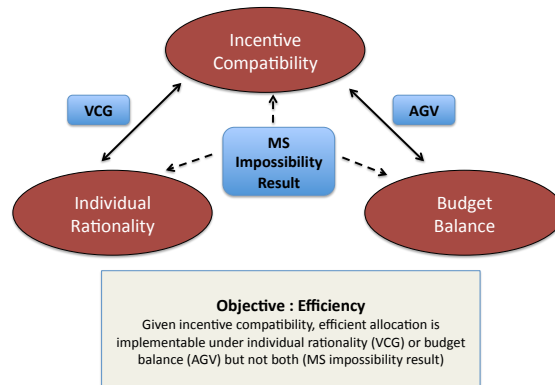 Incentive
Compatibility
VCG
AGV
MS
Impossibility
Result
Individual
Rationality
Budget
Balance
Objective : Efficiency
Given incentive compatibility, efficient allocation is
implementable under individual rationality (VCG) or budget
balance (AGV) but not both (MS impossibility result)